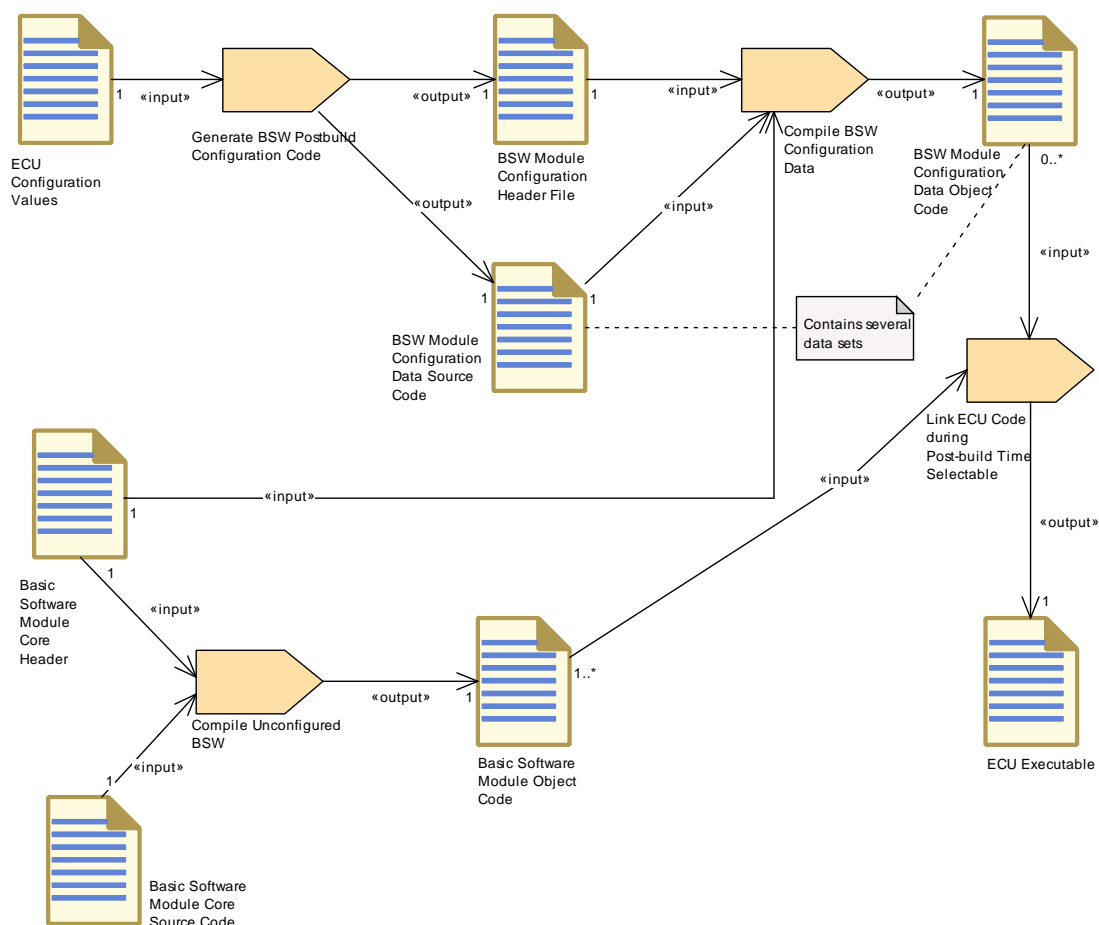 1
«input»
«output»
1
1
«input»
«output»
1
ECU
Configuration
Values
Generate BSW Postbuild
Configuration Code
BSW Module
Configuration
Header File
Compile BSW
Configuration
Data
BSW Module
Configuration
Data Object
Code
0..*
«output»
«input»
«input»
1
1
BSW Module
Configuration
Data Source
Code
Contains several
data sets
Link ECU Code
during
Post-build Time
Selectable
«input»
1
«input»
«output»
1
Basic
Software
Module
Core
Header
1
«input»
Compile Unconfigured
BSW
«output»
1
1..*
1
«input»
Basic Software
Module Object
Code
ECU Executable
Basic Software
Module Core
Source Code